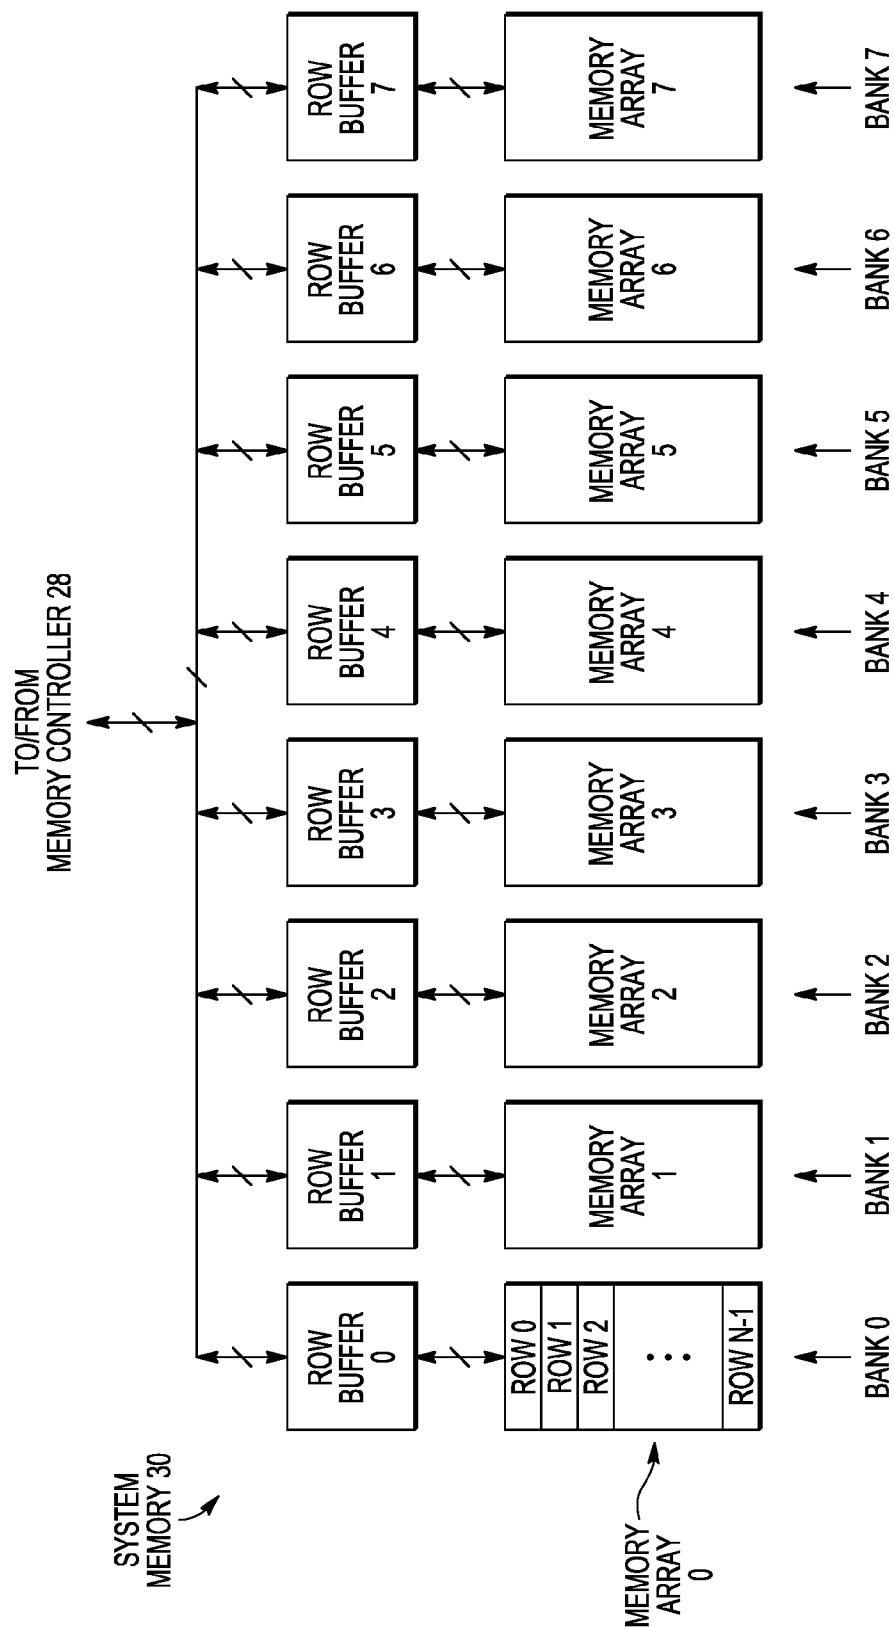 TO/FROM
MEMORY CONTROLLER 28
SYSTEM
MEMORY 30
ROW
BUFFER
0
ROW
BUFFER
1
ROW
BUFFER
2
ROW
BUFFER
3
ROW
BUFFER
4
ROW
BUFFER
5
ROW
BUFFER
6
ROW
BUFFER
7
MEMORY
ARRAY
0
ROW 0
ROW 1
ROW 2
ROW N-1
MEMORY
ARRAY
1
MEMORY
ARRAY
2
MEMORY
ARRAY
3
MEMORY
ARRAY
4
MEMORY
ARRAY
5
MEMORY
ARRAY
6
MEMORY
ARRAY
7
BANK 0
BANK 1
BANK 2
BANK 3
BANK 4
BANK 5
BANK 6
BANK 7